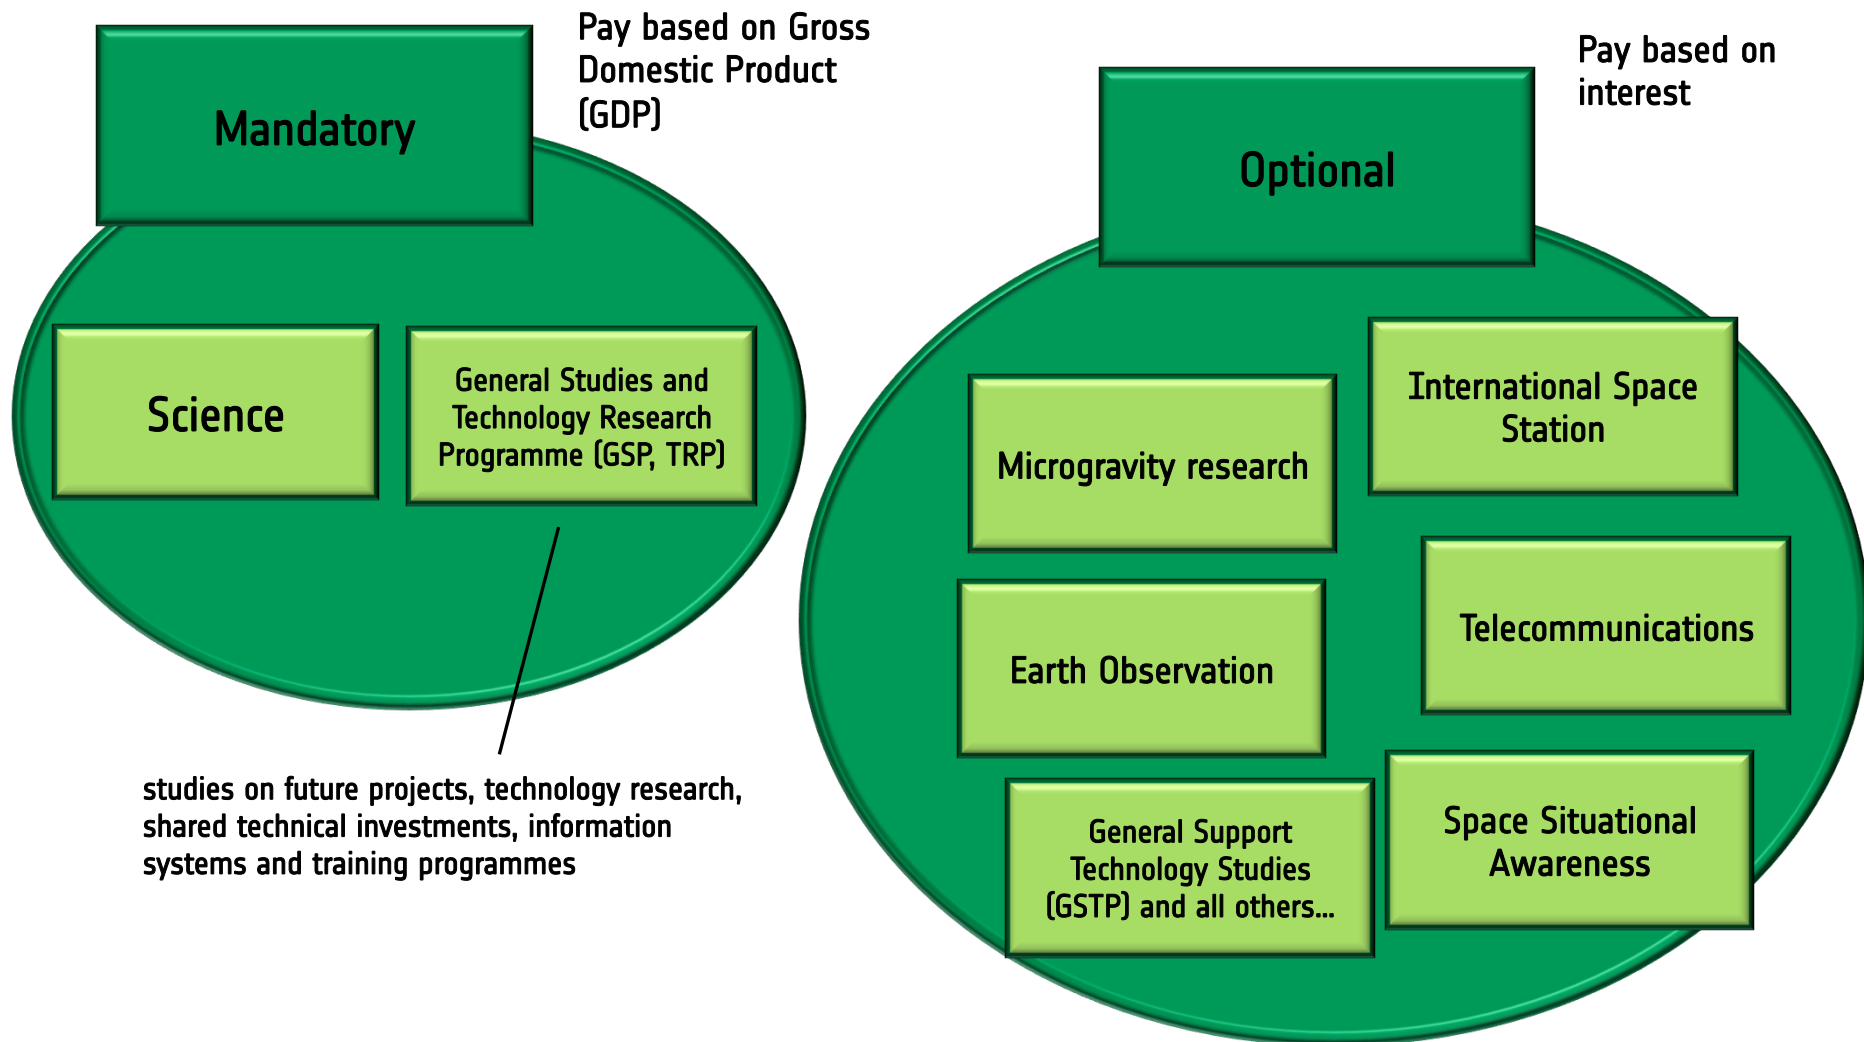 Pay based on Gross
Domestic Product
(GDP)
Mandatory
Science
General Studies and
Technology Research
Programme (GSP, TRP)
studies on future projects, technology research,
shared technical investments, information
systems and training programmes
Pay based on
interest
Optional
International Space
Station
Microgravity research
Telecommunications
Earth Observation
Space Situational
Awareness
General Support
Technology Studies
(GSTP) and all others...